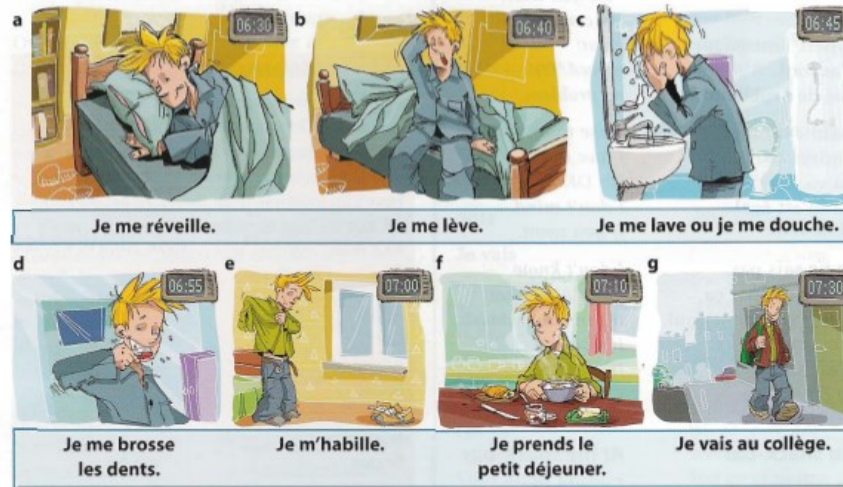 a
06:30
b
06:40
c
06:45
Je me réveille.
Je me lève.
Je me lave ou je me douche.
d
06:55
e
07:00
f
07:10
g
07:30
Je me brosse
les dents.
Je m'habille.
Je prends le
petit déjeuner.
Je vais au collège.